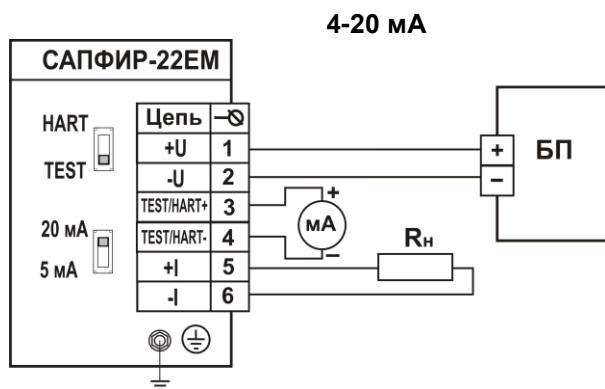 4-20 мА
САПФИР-22ЕМ
HART
TEST
20 мА
5 мА
Цепь
+U 1
-U 2
TEST/HART+ 3
TEST/HART- 4
+I 5
-I 6
+
мА
–
Rн
+
–
БП